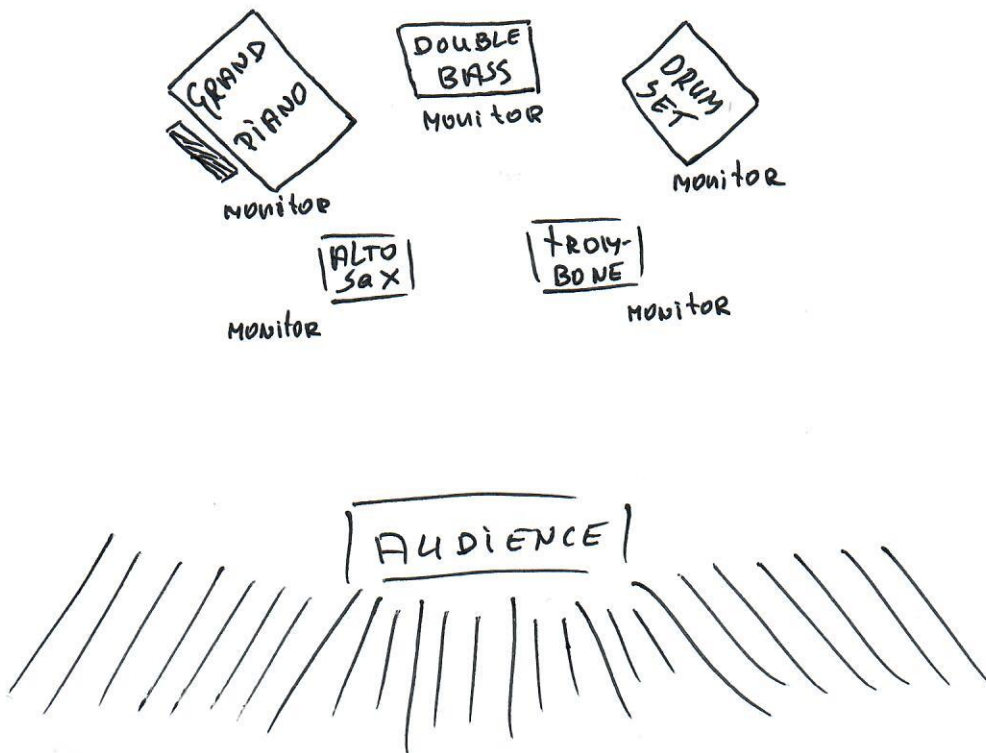 GRAND
PiANO
DOUBLE
BASS
MONitOR
DRUM
SET
MONitOR
MONitOR
ALTO
SaX
tROM-
BONE
MONitOR
MONitOR
AUDiENCE